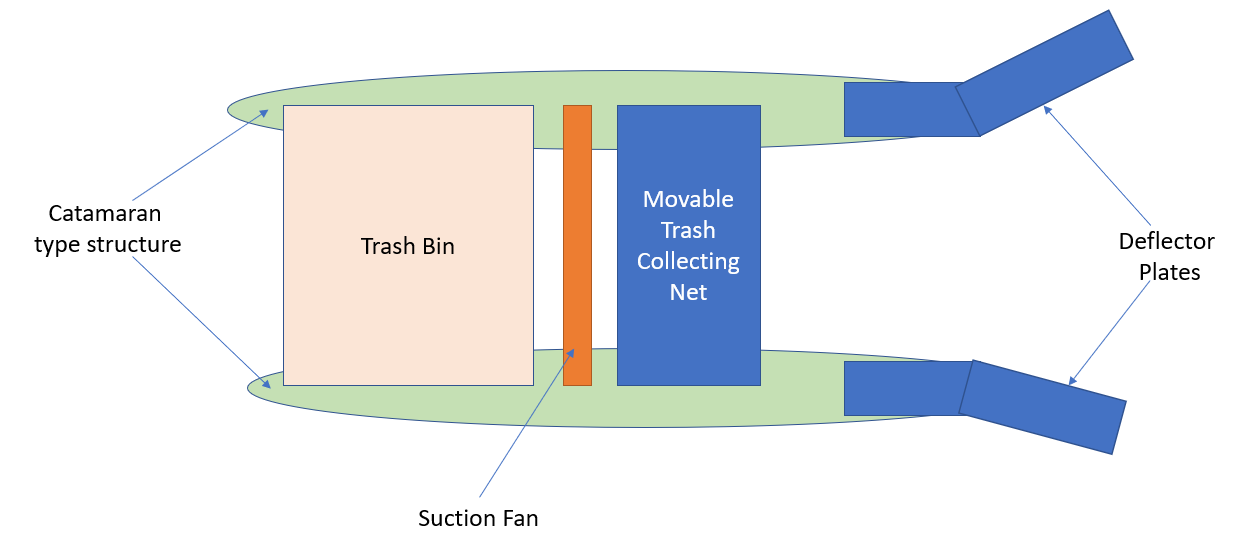 Catamaran
type structure
Trash Bin
Movable
Trash
Collecting
Net
Deflector
Plates
Suction Fan